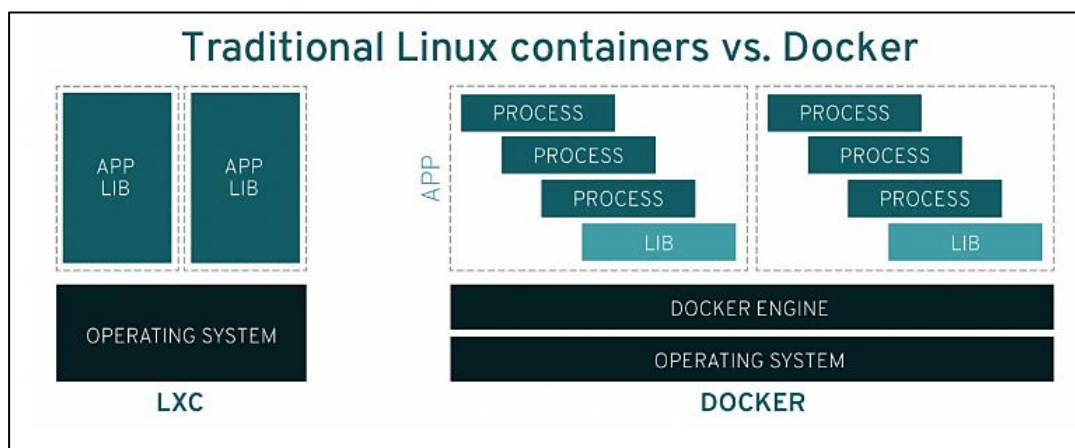 Traditional Linux containers vs. Docker
APP
LIB
APP
LIB
OPERATING SYSTEM
LXC
APP
PROCESS
PROCESS
PROCESS
LIB
PROCESS
PROCESS
PROCESS
LIB
DOCKER ENGINE
OPERATING SYSTEM
DOCKER